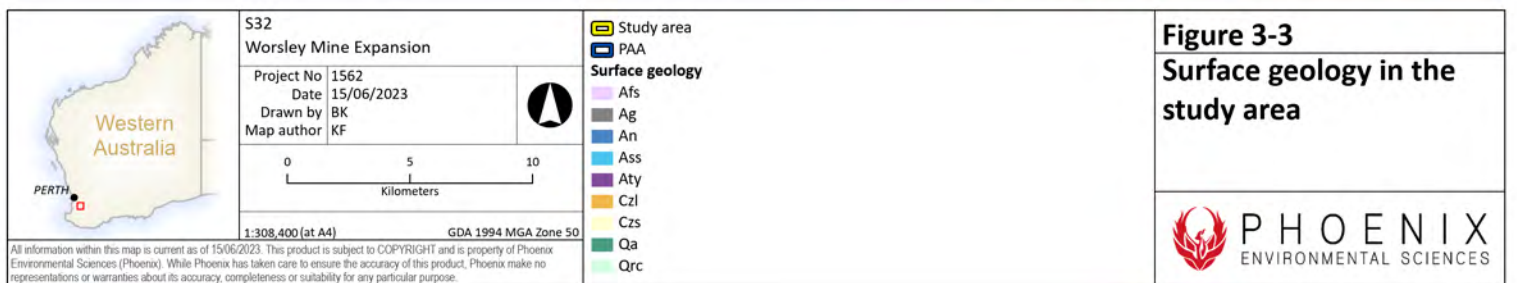 Western
Australia
PERTH
S32
Worsley Mine Expansion
Project No 1562
Date 15/06/2023
Drawn by BK
Map author KF
0 5 10
Kilometers
1:308,400 (at A4) GDA 1994 MGA Zone 50
All information within this map is current as of 15/06/2023. This product is subject to COPYRIGHT and is property of Phoenix
Environmental Sciences (Phoenix). While Phoenix has taken care to ensure the accuracy of this product, Phoenix make no
representations or warranties about its accuracy, completeness or suitability for any particular purpose.
Study area
PAA
Surface geology
Afs
Ag
An
Ass
Aty
Czl
Czs
Qa
Qrc
Figure 3-3
Surface geology in the
study area
PHOENIX
ENVIRONMENTAL SCIENCES